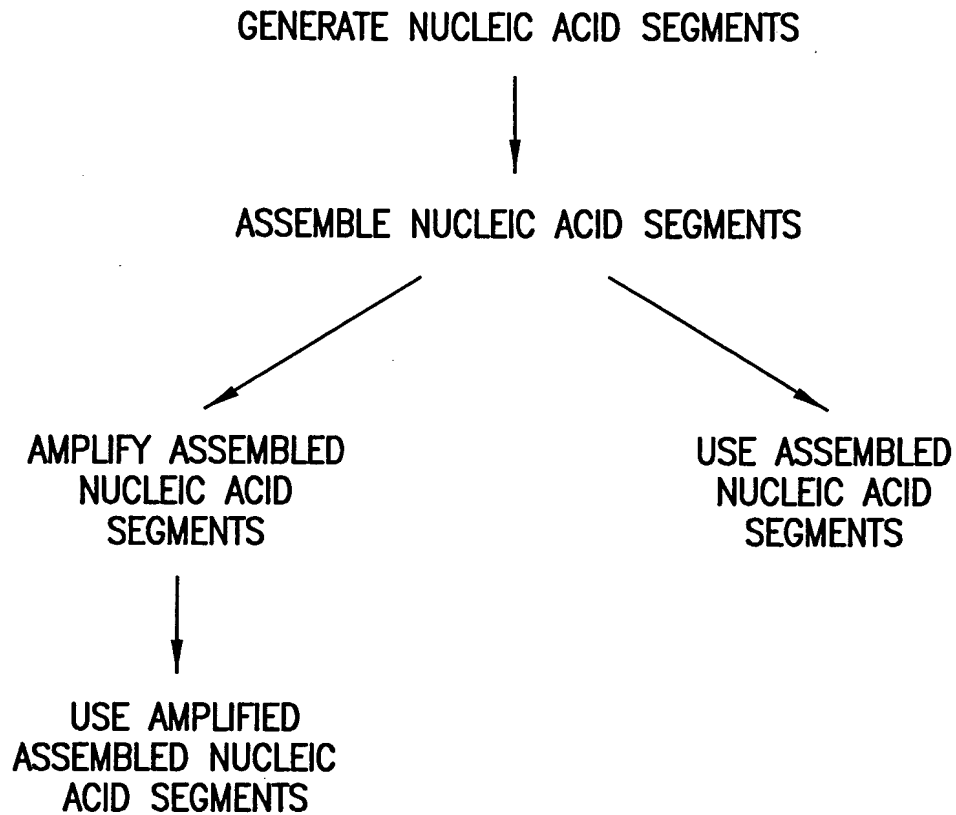 GENERATE NUCLEIC ACID SEGMENTS
ASSEMBLE NUCLEIC ACID SEGMENTS
AMPLIFY ASSEMBLED
NUCLEIC ACID
SEGMENTS
USE ASSEMBLED
NUCLEIC ACID
SEGMENTS
USE AMPLIFIED
ASSEMBLED NUCLEIC
ACID SEGMENTS